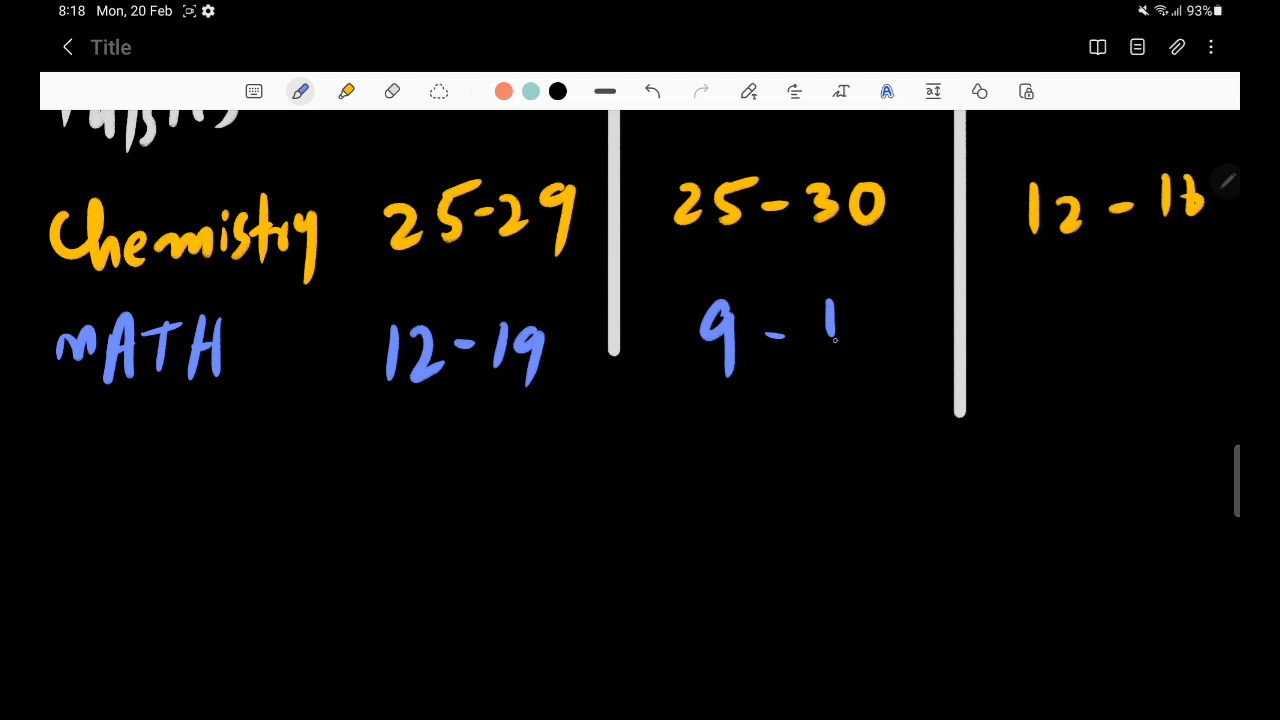 8:18 Mon, 20 Feb 93%
Title
Chemistry 25-29 25-30 12-16
mATH 12-19 9-1